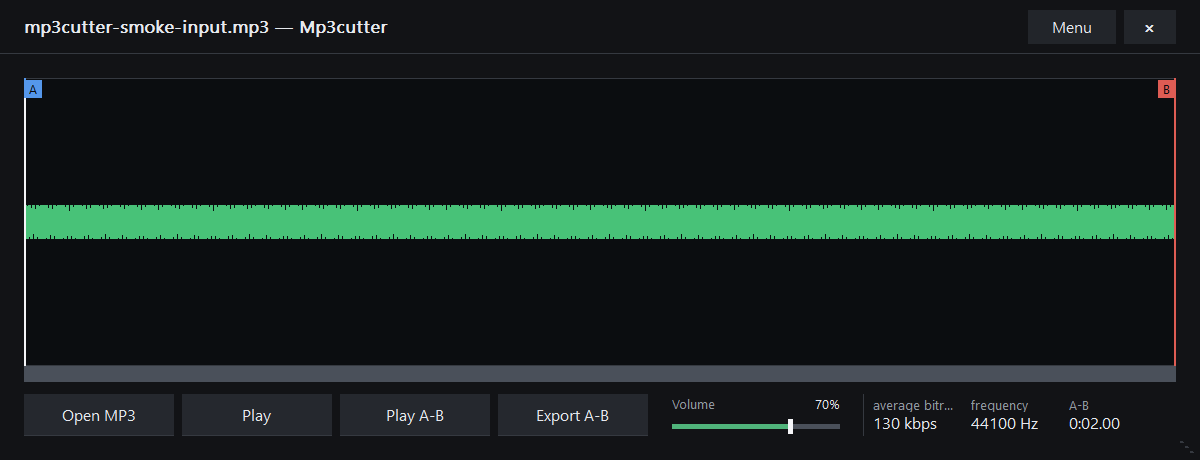 mp3cutter-smoke-input.mp3 — Mp3cutter
Menu
×
A
B
Open MP3
Play
Play A-B
Export A-B
Volume
70%
average bitr...
130 kbps
frequency
44100 Hz
A-B
0:02.00